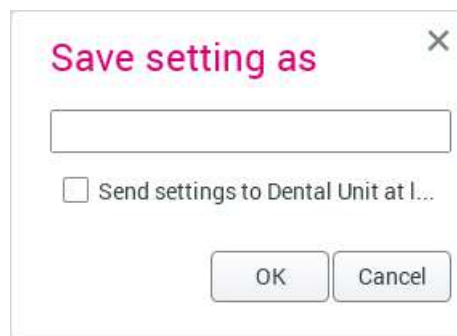 Save setting as
Send settings to Dental Unit at l...
OK
Cancel